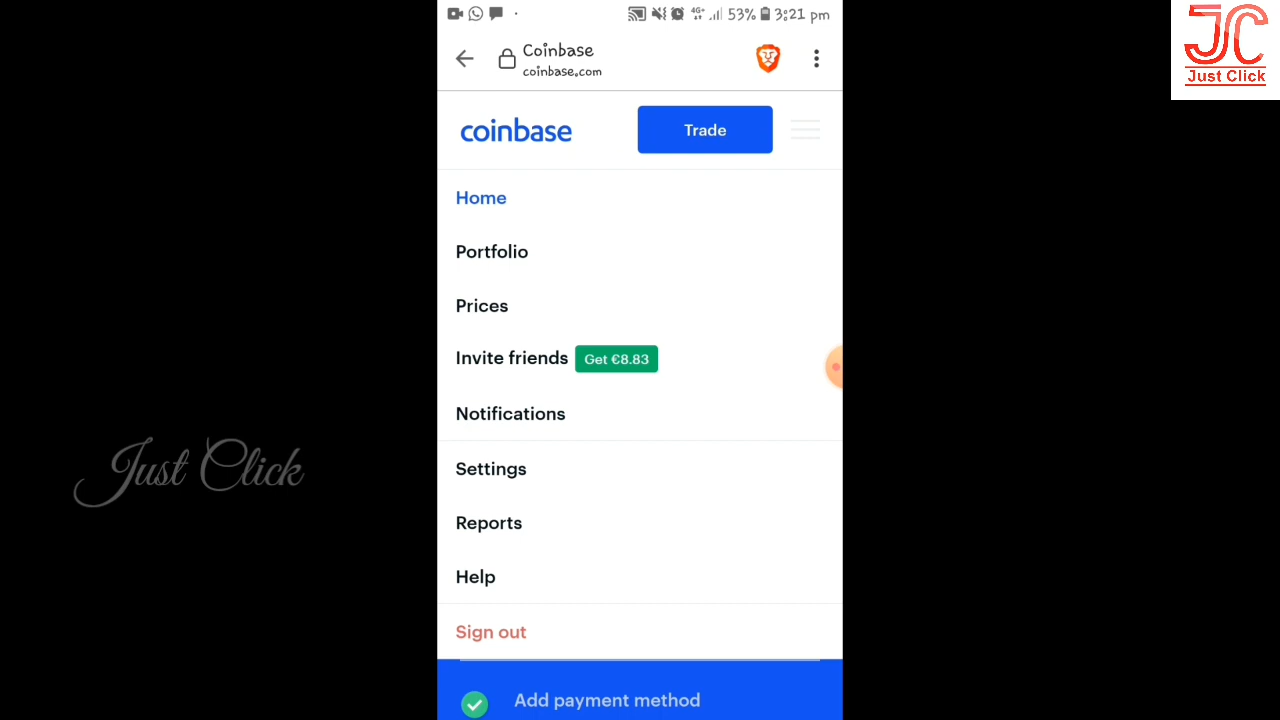 4G+ 53% 3:21 pm
JC
Just Click
Coinbase
coinbase.com
coinbase
Trade
Home
Portfolio
Prices
Invite friends Get €8.83
Notifications
Just Click
Settings
Reports
Help
Sign out
Add payment method